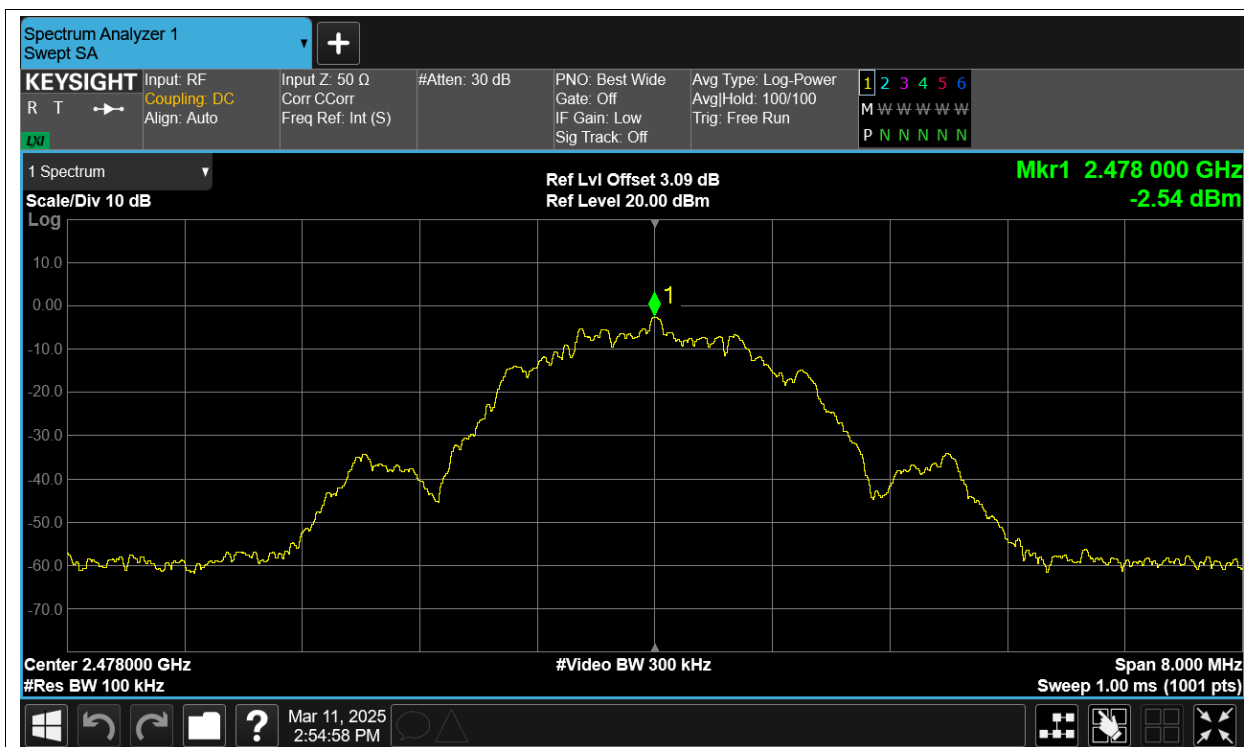 Spectrum Analyzer 1
Swept SA
+
KEYSIGHT
R T
LXI
Input: RF
Coupling: DC
Align: Auto
Input Z: 50 Ω
Corr CCorr
Freq Ref: Int (S)
#Atten: 30 dB
PNO: Best Wide
Gate: Off
IF Gain: Low
Sig Track: Off
Avg Type: Log-Power
Avg|Hold: 100/100
Trig: Free Run
1 2 3 4 5 6
M W W W W W W
P N N N N N
1 Spectrum
Scale/Div 10 dB
Log
Ref Lvl Offset 3.09 dB
Ref Level 20.00 dBm
Mkr1 2.478 000 GHz
-2.54 dBm
10.0
0.00
-10.0
-20.0
-30.0
-40.0
-50.0
-60.0
-70.0
1
Center 2.478000 GHz
#Res BW 100 kHz
#Video BW 300 kHz
Span 8.000 MHz
Sweep 1.00 ms (1001 pts)
?
Mar 11, 2025
2:54:58 PM